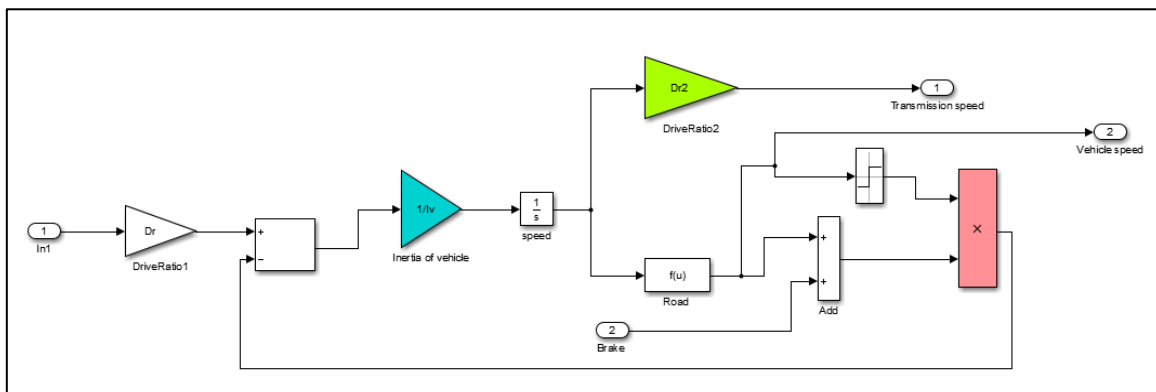 Dr2
DriveRatio2
1
Transmission speed
2
Vehicle speed
1
In1
Dr
DriveRatio1
+
−
1/Iv
Inertia of vehicle
1
s
speed
f(u)
Road
2
Brake
+
+
Add
×